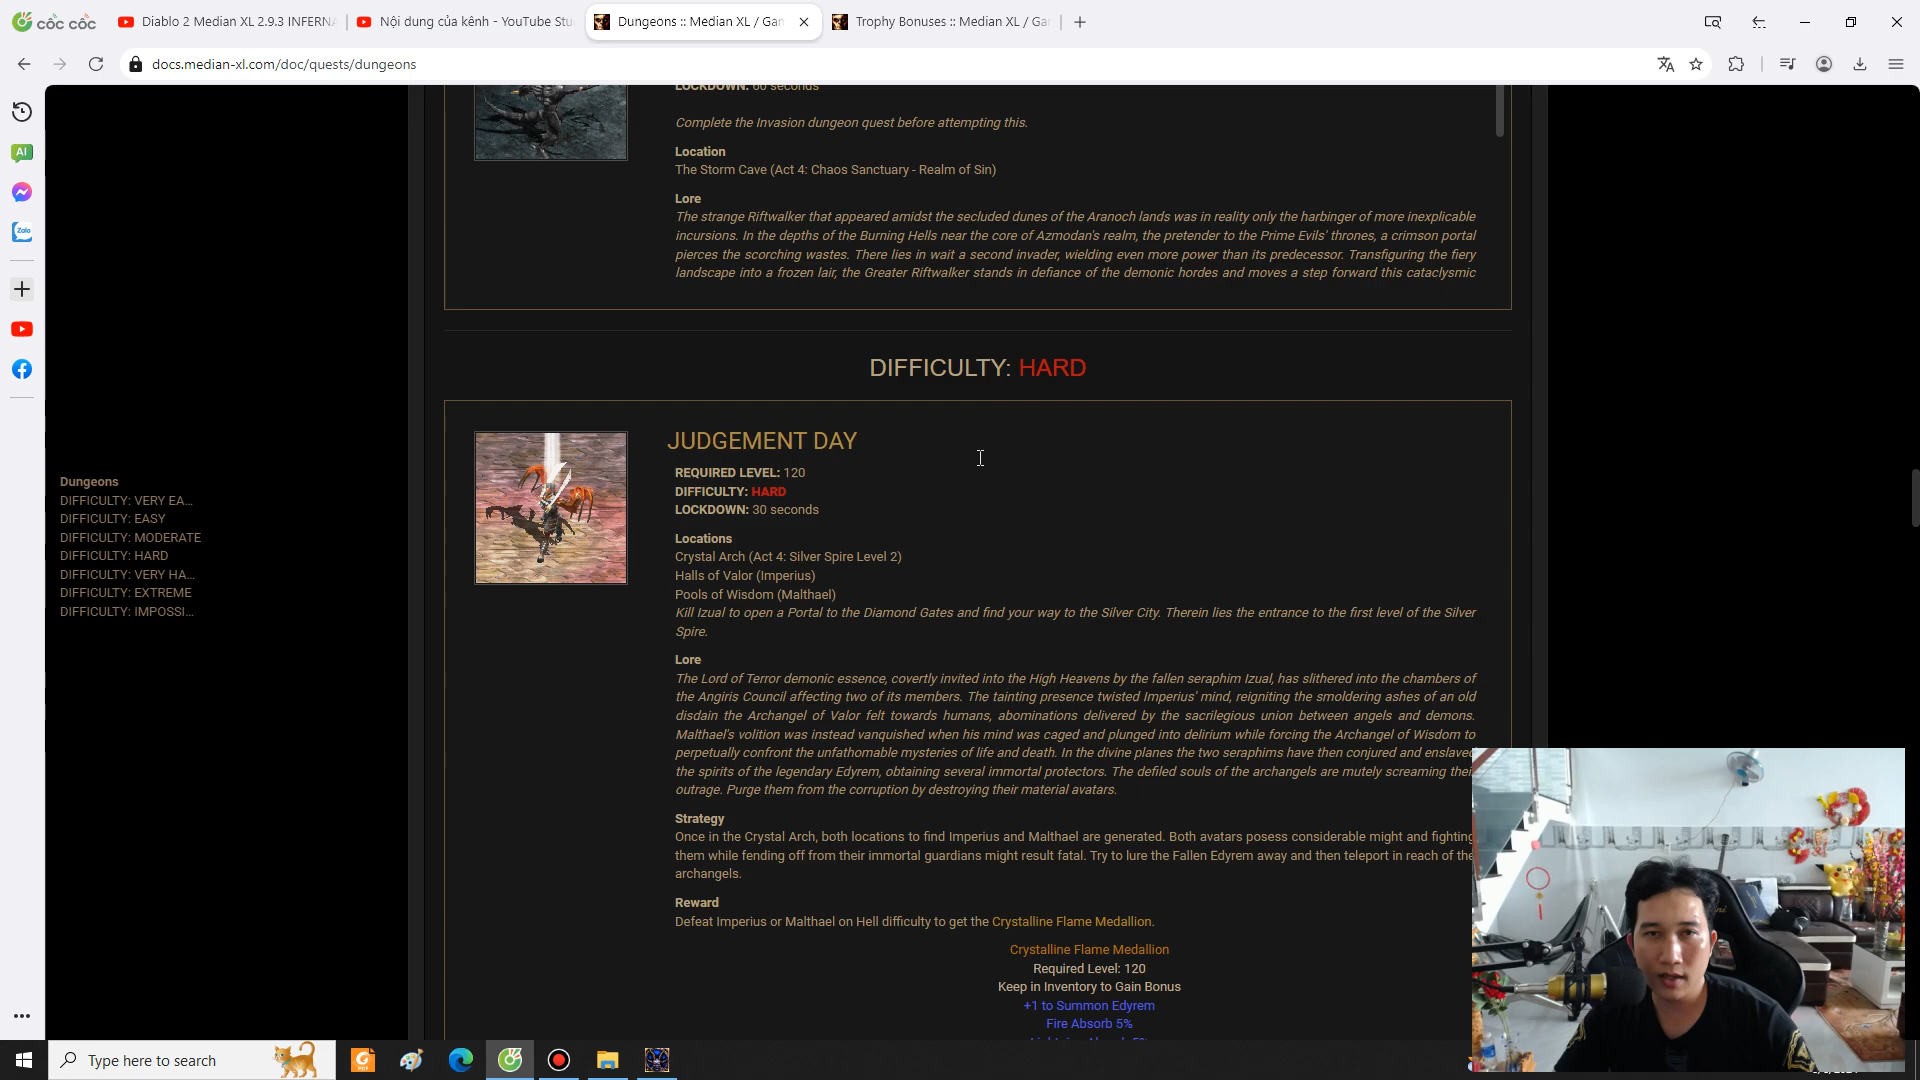 cốc cốc
Diablo 2 Median XL 2.9.3 INFERNA
Nội dung của kênh - YouTube Stu
Dungeons :: Median XL / Gam
Trophy Bonuses :: Median XL / Ga
docs.median-xl.com/doc/quests/dungeons
AI
Zalo
Dungeons
DIFFICULTY: VERY EA...
DIFFICULTY: EASY
DIFFICULTY: MODERATE
DIFFICULTY: HARD
DIFFICULTY: VERY HA...
DIFFICULTY: EXTREME
DIFFICULTY: IMPOSSI...
LOCKDOWN: 60 seconds
Complete the Invasion dungeon quest before attempting this.
Location
The Storm Cave (Act 4: Chaos Sanctuary - Realm of Sin)
Lore
The strange Riftwalker that appeared amidst the secluded dunes of the Aranoch lands was in reality only the harbinger of more inexplicable
incursions. In the depths of the Burning Hells near the core of Azmodan's realm, the pretender to the Prime Evils' thrones, a crimson portal
pierces the scorching wastes. There lies in wait a second invader, wielding even more power than its predecessor. Transfiguring the fiery
landscape into a frozen lair, the Greater Riftwalker stands in defiance of the demonic hordes and moves a step forward this cataclysmic
DIFFICULTY: HARD
JUDGEMENT DAY
REQUIRED LEVEL: 120
DIFFICULTY: HARD
LOCKDOWN: 30 seconds
Locations
Crystal Arch (Act 4: Silver Spire Level 2)
Halls of Valor (Imperius)
Pools of Wisdom (Malthael)
Kill Izual to open a Portal to the Diamond Gates and find your way to the Silver City. Therein lies the entrance to the first level of the Silver
Spire.
Lore
The Lord of Terror demonic essence, covertly invited into the High Heavens by the fallen seraphim Izual, has slithered into the chambers of
the Angiris Council affecting two of its members. The tainting presence twisted Imperius' mind, reigniting the smoldering ashes of an old
disdain the Archangel of Valor felt towards humans, abominations delivered by the sacrilegious union between angels and demons.
Malthael's volition was instead vanquished when his mind was caged and plunged into delirium while forcing the Archangel of Wisdom to
perpetually confront the unfathomable mysteries of life and death. In the divine planes the two seraphims have then conjured and enslaved
the spirits of the legendary Edyrem, obtaining several immortal protectors. The defiled souls of the archangels are mutely screaming their
outrage. Purge them from the corruption by destroying their material avatars.
Strategy
Once in the Crystal Arch, both locations to find Imperius and Malthael are generated. Both avatars posess considerable might and fighting
them while fending off from their immortal guardians might result fatal. Try to lure the Fallen Edyrem away and then teleport in reach of the
archangels.
Reward
Defeat Imperius or Malthael on Hell difficulty to get the Crystalline Flame Medallion.
Crystalline Flame Medallion
Required Level: 120
Keep in Inventory to Gain Bonus
+1 to Summon Edyrem
Fire Absorb 5%
Type here to search